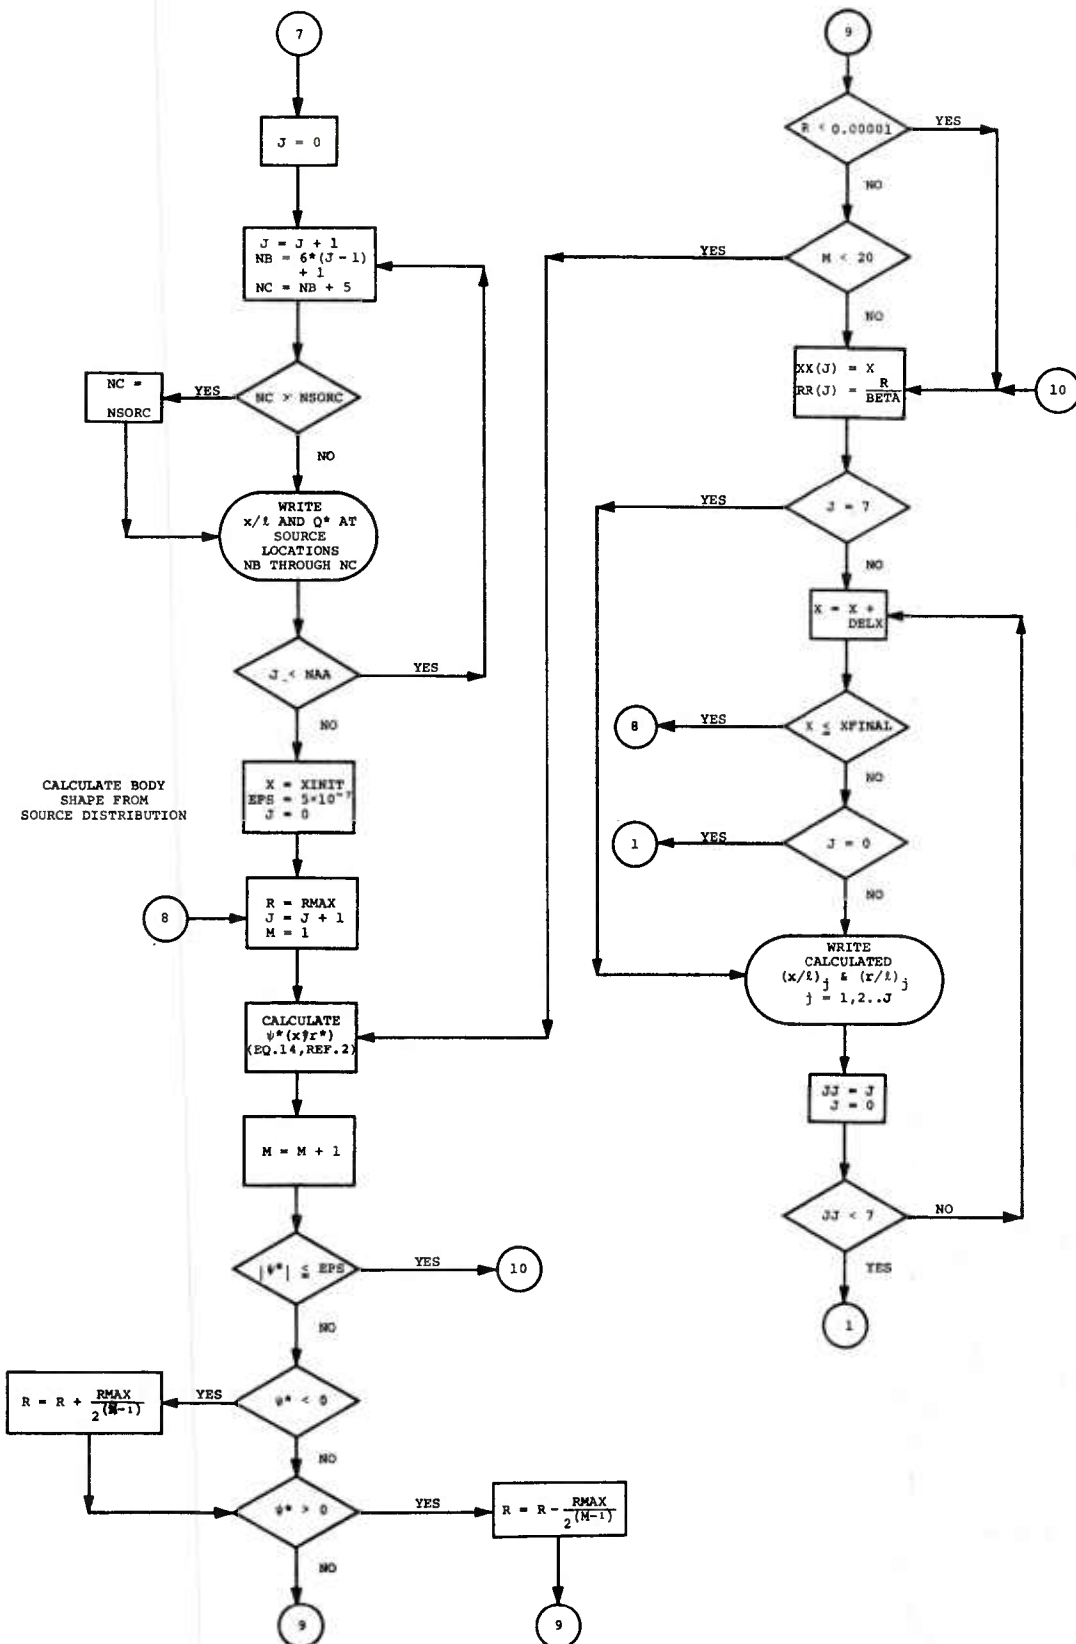 7
J = 0
J = J + 1
NB = 6*(J-1)
+ 1
NC = NB + 5
NC > NSORC
YES
NC =
NSORC
NO
WRITE
x/ℓ AND Q* AT
SOURCE
LOCATIONS
NB THROUGH NC
J < NAA
YES
NO
CALCULATE BODY
SHAPE FROM
SOURCE DISTRIBUTION
X = XINIT
EPS = 5×10⁻⁷
J = 0
8
R = RMAX
J = J + 1
M = 1
CALCULATE
ψ*(x*,r*)
(EQ.14,REF.2)
M = M + 1
|ψ*| ≤ EPS
YES
10
NO
ψ* < 0
YES
R = R + RMAX
2(M-1)
NO
ψ* > 0
YES
R = R - RMAX
2(M-1)
NO
9
9
9
R < 0.00001
YES
NO
M < 20
YES
NO
XX(J) = X
RR(J) = R
BETA
10
J = 7
YES
NO
X = X +
DELX
X ≤ XFINAL
YES
8
NO
J = 0
YES
1
NO
WRITE
CALCULATED
(x/ℓ)j & (r/ℓ)j
j = 1,2..J
JJ = J
J = 0
JJ < 7
NO
YES
1